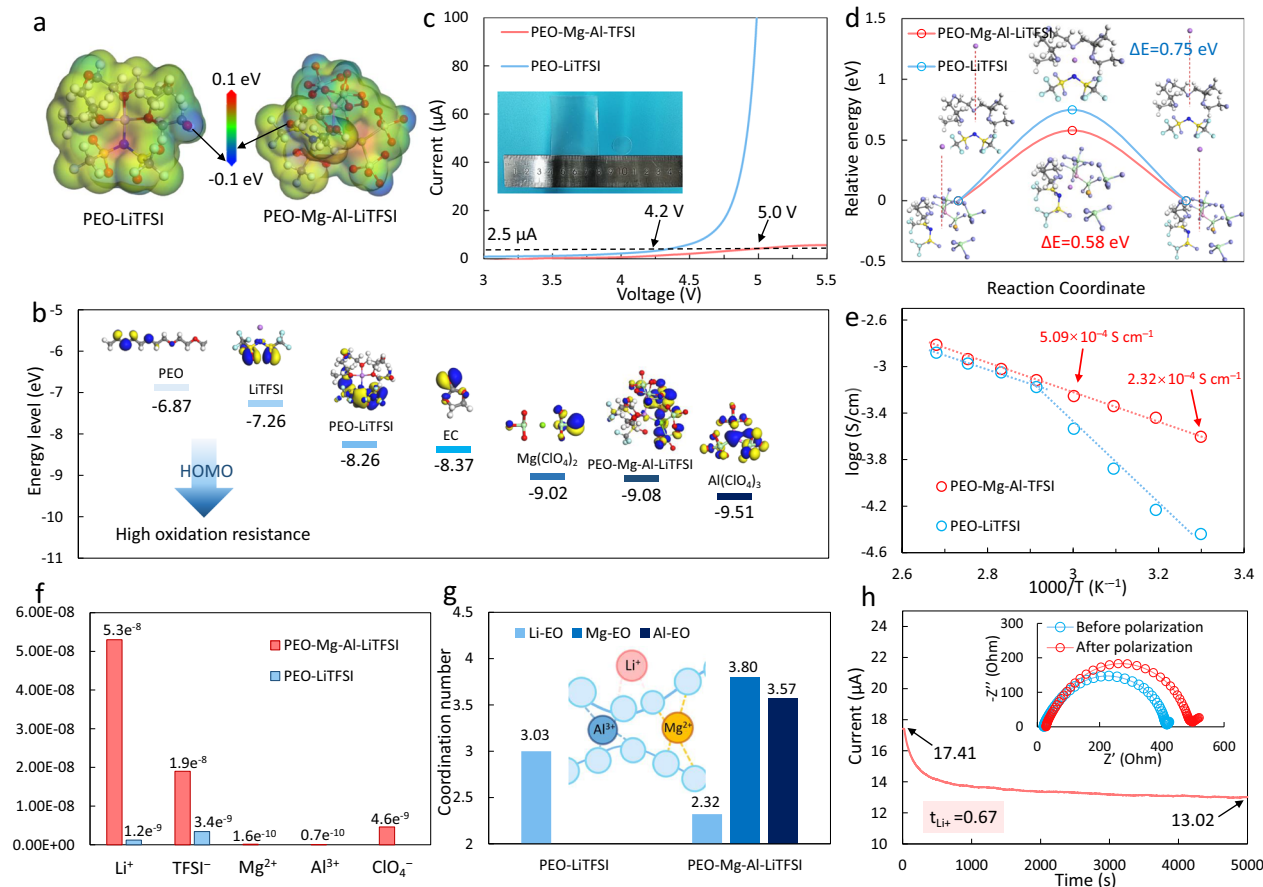 a
0.1 eV
-0.1 eV
PEO-LiTFSI
PEO-Mg-Al-LiTFSI
c
Current (μA)
100
80
60
40
20
0
PEO-Mg-Al-TFSI
PEO-LiTFSI
4.2 V
5.0 V
2.5 μA
3
3.5
4
4.5
5
5.5
Voltage (V)
d
Relative energy (eV)
1.5
1
0.5
0
-0.5
PEO-Mg-Al-LiTFSI
PEO-LiTFSI
ΔE=0.75 eV
ΔE=0.58 eV
Reaction Coordinate
b
Energy level (eV)
-5
-6
-7
-8
-9
-10
-11
PEO
-6.87
LiTFSI
-7.26
PEO-LiTFSI
-8.26
EC
-8.37
Mg(ClO₄)₂
-9.02
PEO-Mg-Al-LiTFSI
-9.08
Al(ClO₄)₃
-9.51
HOMO
High oxidation resistance
e
logσ (S/cm)
-2.6
-3
-3.4
-3.8
-4.2
-4.6
5.09×10⁻⁴ S cm⁻¹
2.32×10⁻⁴ S cm⁻¹
PEO-Mg-Al-TFSI
PEO-LiTFSI
2.6
2.8
3.0
3.2
3.4
1000/T (K⁻¹)
f
6.00E-08
5.00E-08
4.00E-08
3.00E-08
2.00E-08
1.00E-08
0.00E+00
PEO-Mg-Al-LiTFSI
PEO-LiTFSI
5.3e⁻⁸
1.2e⁻⁹
1.9e⁻⁸
3.4e⁻⁹
1.6e⁻¹⁰
0.7e⁻¹⁰
4.6e⁻⁹
Li⁺
TFSI⁻
Mg²⁺
Al³⁺
ClO₄⁻
g
Coordination number
4.5
4
3.5
3
2.5
2
Li-EO
Mg-EO
Al-EO
Li⁺
Al³⁺
Mg²⁺
3.03
2.32
3.80
3.57
PEO-LiTFSI
PEO-Mg-Al-LiTFSI
h
Current (μA)
24
22
20
18
16
14
12
10
17.41
13.02
t_Li+ =0.67
0
1000
2000
3000
4000
5000
Time (s)
-Z'' (Ohm)
300
200
100
0
Before polarization
After polarization
0
200
400
600
Z' (Ohm)